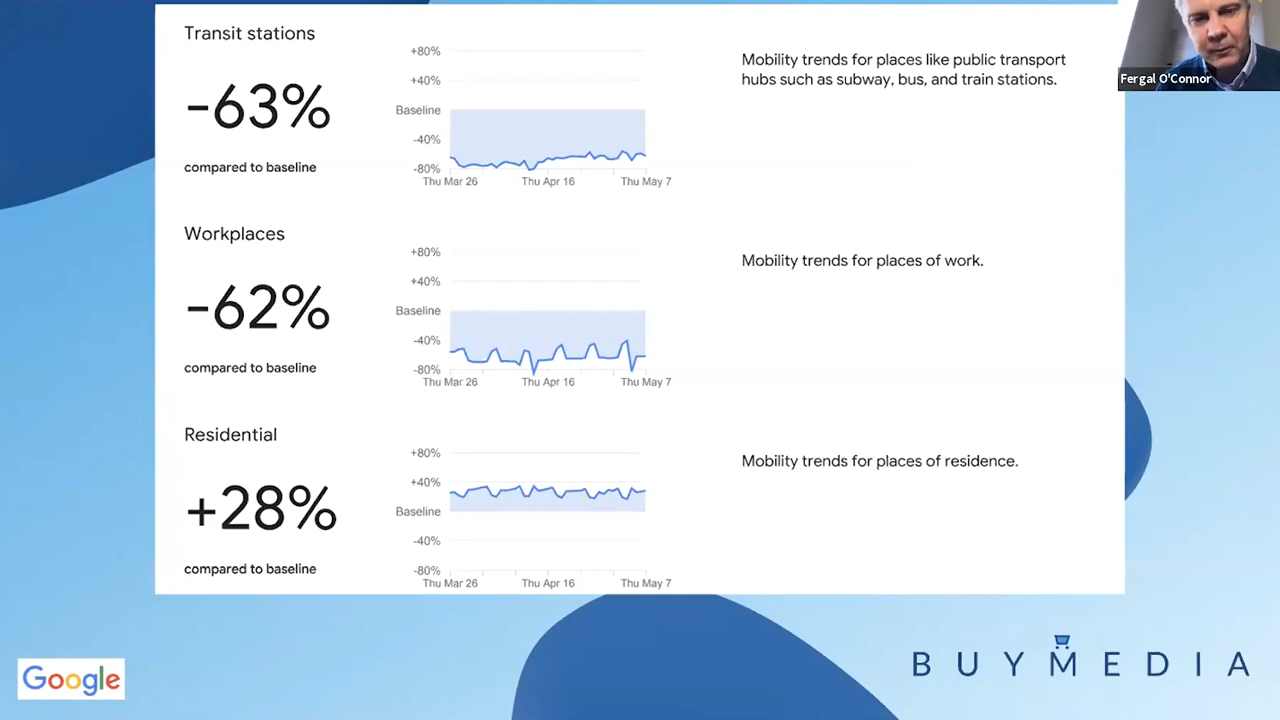 Transit stations
-63%
compared to baseline
+80%
+40%
Baseline
-40%
-80%
Thu Mar 26 Thu Apr 16 Thu May 7
Mobility trends for places like public transport
hubs such as subway, bus, and train stations.
Fergal O'Connor
Workplaces
-62%
compared to baseline
+80%
+40%
Baseline
-40%
-80%
Thu Mar 26 Thu Apr 16 Thu May 7
Mobility trends for places of work.
Residential
+28%
compared to baseline
+80%
+40%
Baseline
-40%
-80%
Thu Mar 26 Thu Apr 16 Thu May 7
Mobility trends for places of residence.
Google
BUYMEDIA